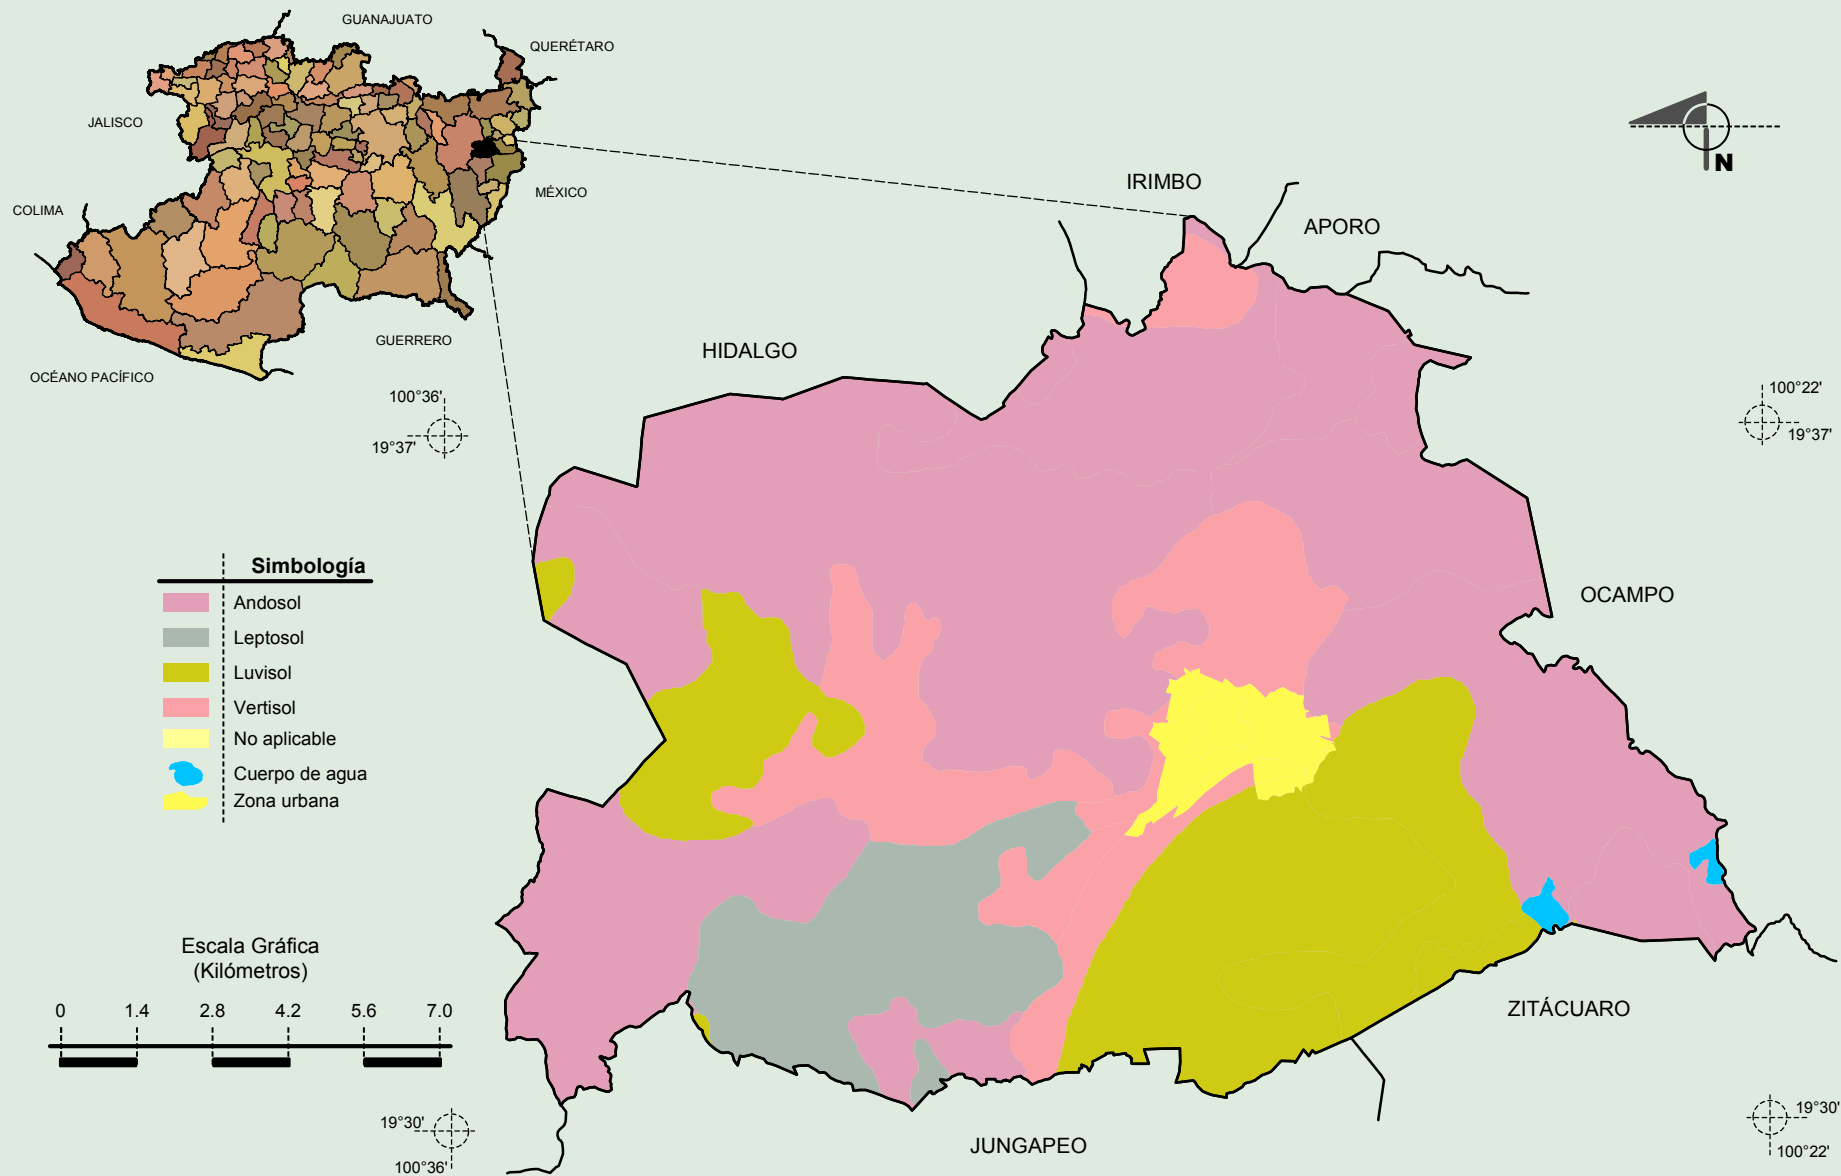 GUANAJUATO
QUERÉTARO
JALISCO
MÉXICO
COLIMA
GUERRERO
OCÉANO PACÍFICO
N
IRIMBO
APORO
HIDALGO
OCAMPO
ZITÁCUARO
JUNGAPEO
100°36'
19°37'
100°22'
19°37'
Simbología
Andosol
Leptosol
Luvisol
Vertisol
No aplicable
Cuerpo de agua
Zona urbana
Escala Gráfica
(Kilómetros)
0 1.4 2.8 4.2 5.6 7.0
19°30'
100°36'
19°30'
100°22'